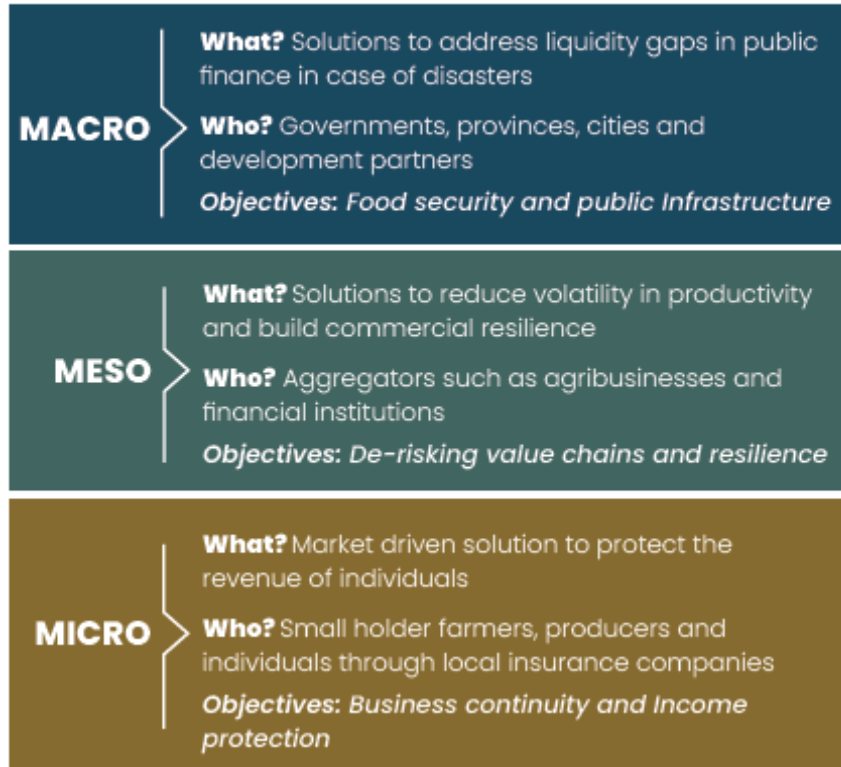 MACRO
What? Solutions to address liquidity gaps in public
finance in case of disasters
Who? Governments, provinces, cities and
development partners
Objectives: Food security and public Infrastructure
MESO
What? Solutions to reduce volatility in productivity
and build commercial resilience
Who? Aggregators such as agribusinesses and
financial institutions
Objectives: De-risking value chains and resilience
MICRO
What? Market driven solution to protect the
revenue of individuals
Who? Small holder farmers, producers and
individuals through local insurance companies
Objectives: Business continuity and Income
protection